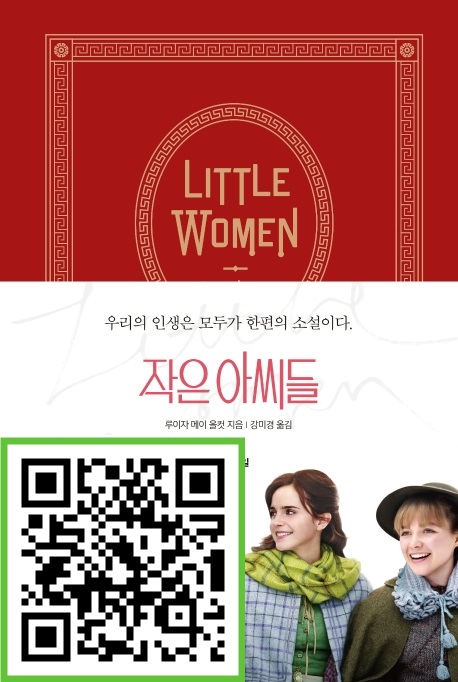 LITTLE
WOMEN
우리의 인생은 모두가 한편의 소설이다.
작은 아씨들
루이자 메이 올컷 지음 | 강미경 옮김
일